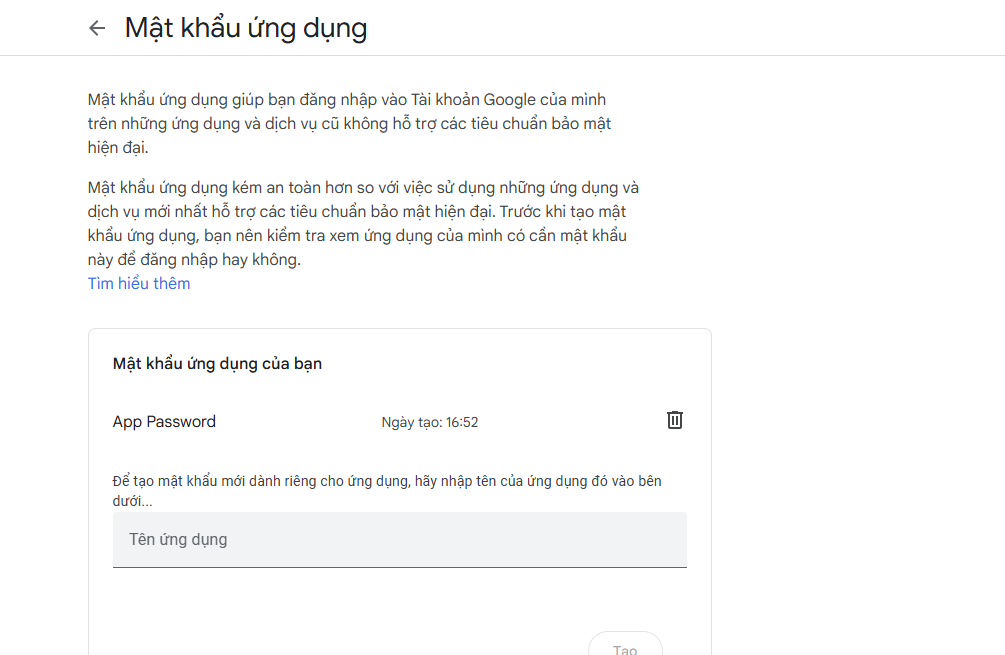 Mật khẩu ứng dụng
Mật khẩu ứng dụng giúp bạn đăng nhập vào Tài khoản Google của mình
trên những ứng dụng và dịch vụ cũ không hỗ trợ các tiêu chuẩn bảo mật
hiện đại.
Mật khẩu ứng dụng kém an toàn hơn so với việc sử dụng những ứng dụng và
dịch vụ mới nhất hỗ trợ các tiêu chuẩn bảo mật hiện đại. Trước khi tạo mật
khẩu ứng dụng, bạn nên kiểm tra xem ứng dụng của mình có cần mật khẩu
này để đăng nhập hay không.
Tìm hiểu thêm
Mật khẩu ứng dụng của bạn
App Password Ngày tạo: 16:52
Để tạo mật khẩu mới dành riêng cho ứng dụng, hãy nhập tên của ứng dụng đó vào bên
dưới...
Tên ứng dụng
Tạo